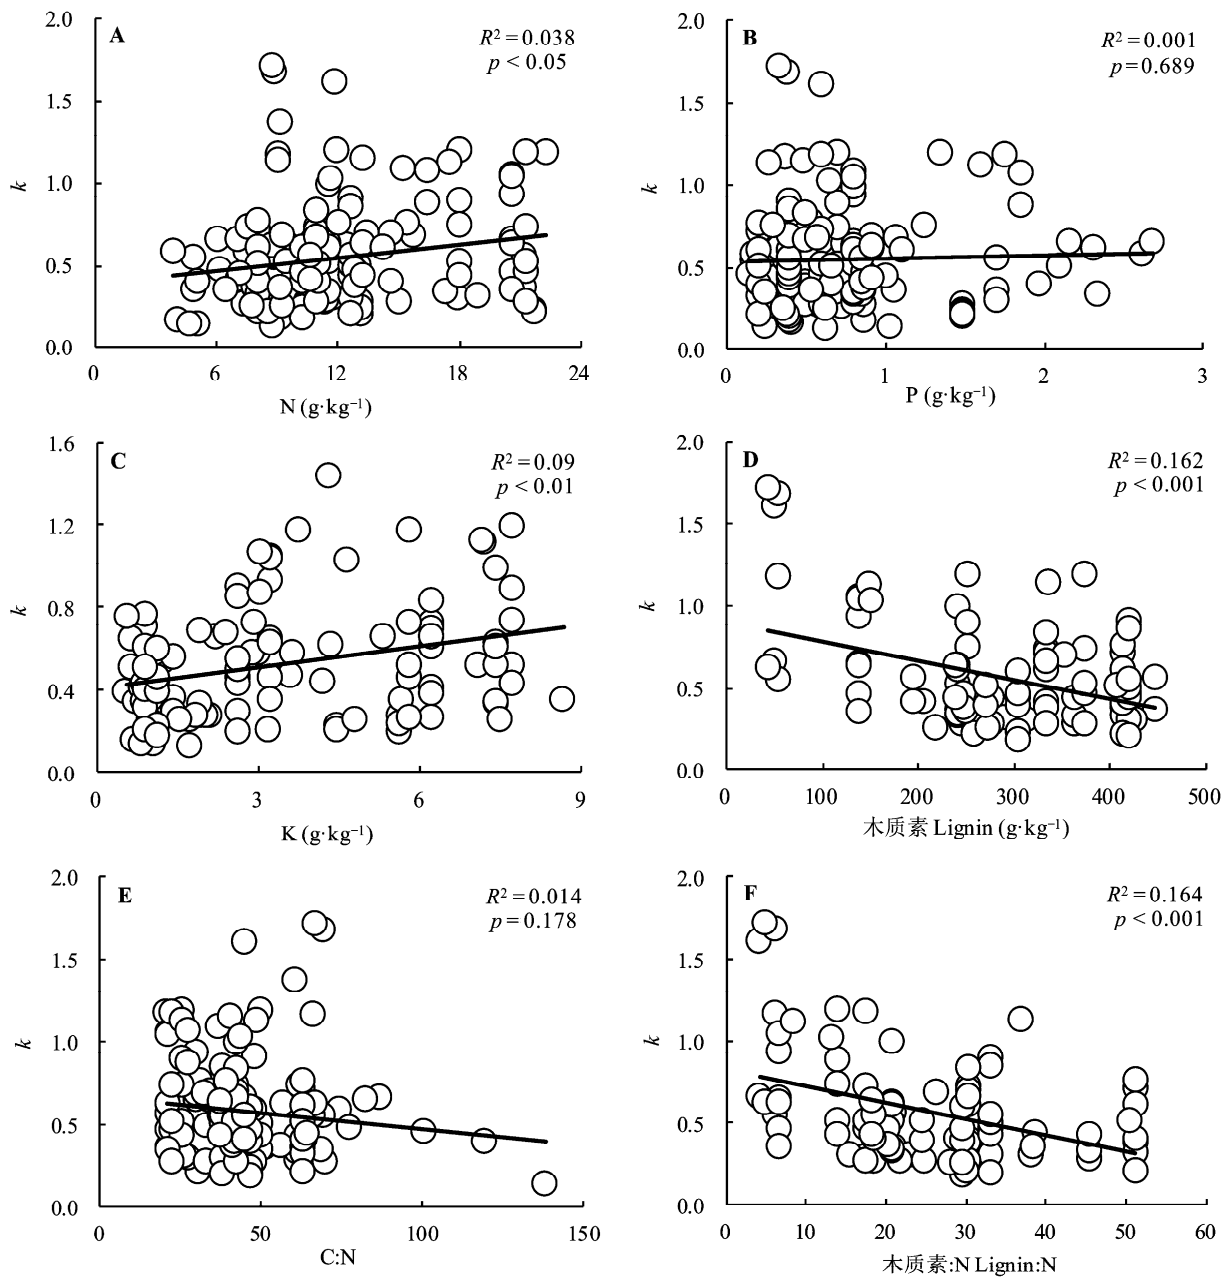 A
R² = 0.038
p < 0.05
2.0
1.5
1.0
0.5
0.0
k
0
6
12
18
24
N (g·kg⁻¹)
B
R² = 0.001
p = 0.689
2.0
1.5
1.0
0.5
0.0
k
0
1
2
3
P (g·kg⁻¹)
C
R² = 0.09
p < 0.01
1.6
1.2
0.8
0.4
0.0
k
0
3
6
9
K (g·kg⁻¹)
D
R² = 0.162
p < 0.001
2.0
1.5
1.0
0.5
0.0
k
0
100
200
300
400
500
木质素 Lignin (g·kg⁻¹)
E
R² = 0.014
p = 0.178
2.0
1.5
1.0
0.5
0.0
k
0
50
100
150
C:N
F
R² = 0.164
p < 0.001
2.0
1.5
1.0
0.5
0.0
k
0
10
20
30
40
50
60
木质素:N Lignin:N